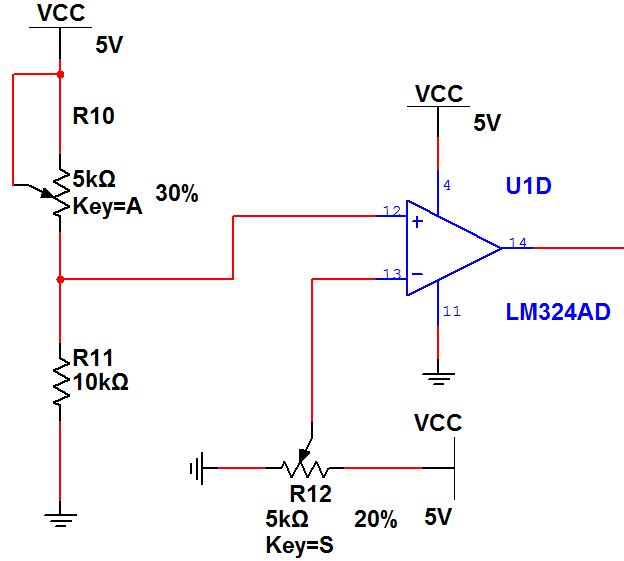 VCC
5V
R10
5kΩ
Key=A
30%
R11
10kΩ
VCC
5V
4
U1D
12
+
14
13
−
11
LM324AD
VCC
R12
5kΩ
20%
5V
Key=S